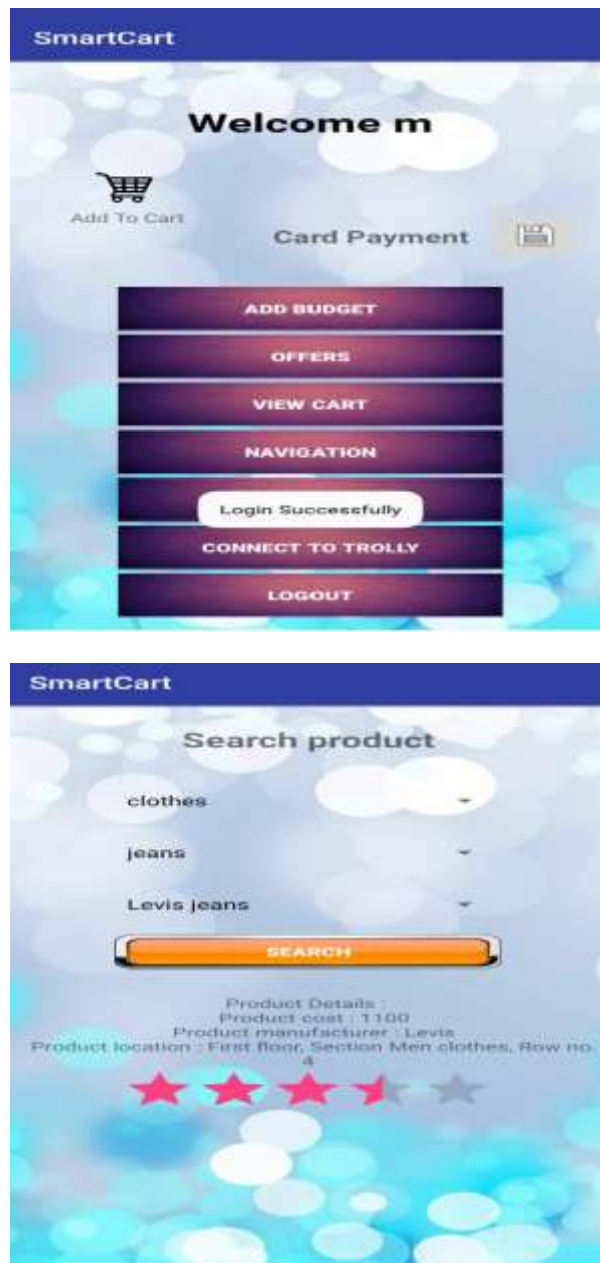 SmartCart
Welcome m
Add To Cart
Card Payment
ADD BUDGET
OFFERS
VIEW CART
NAVIGATION
Login Successfully
CONNECT TO TROLLY
LOGOUT
SmartCart
Search product
clothes
jeans
Levis jeans
SEARCH
Product Details :
Product cost : 1100
Product manufacturer : Levis
Product location : First floor, Section Men clothes, Row no.
4